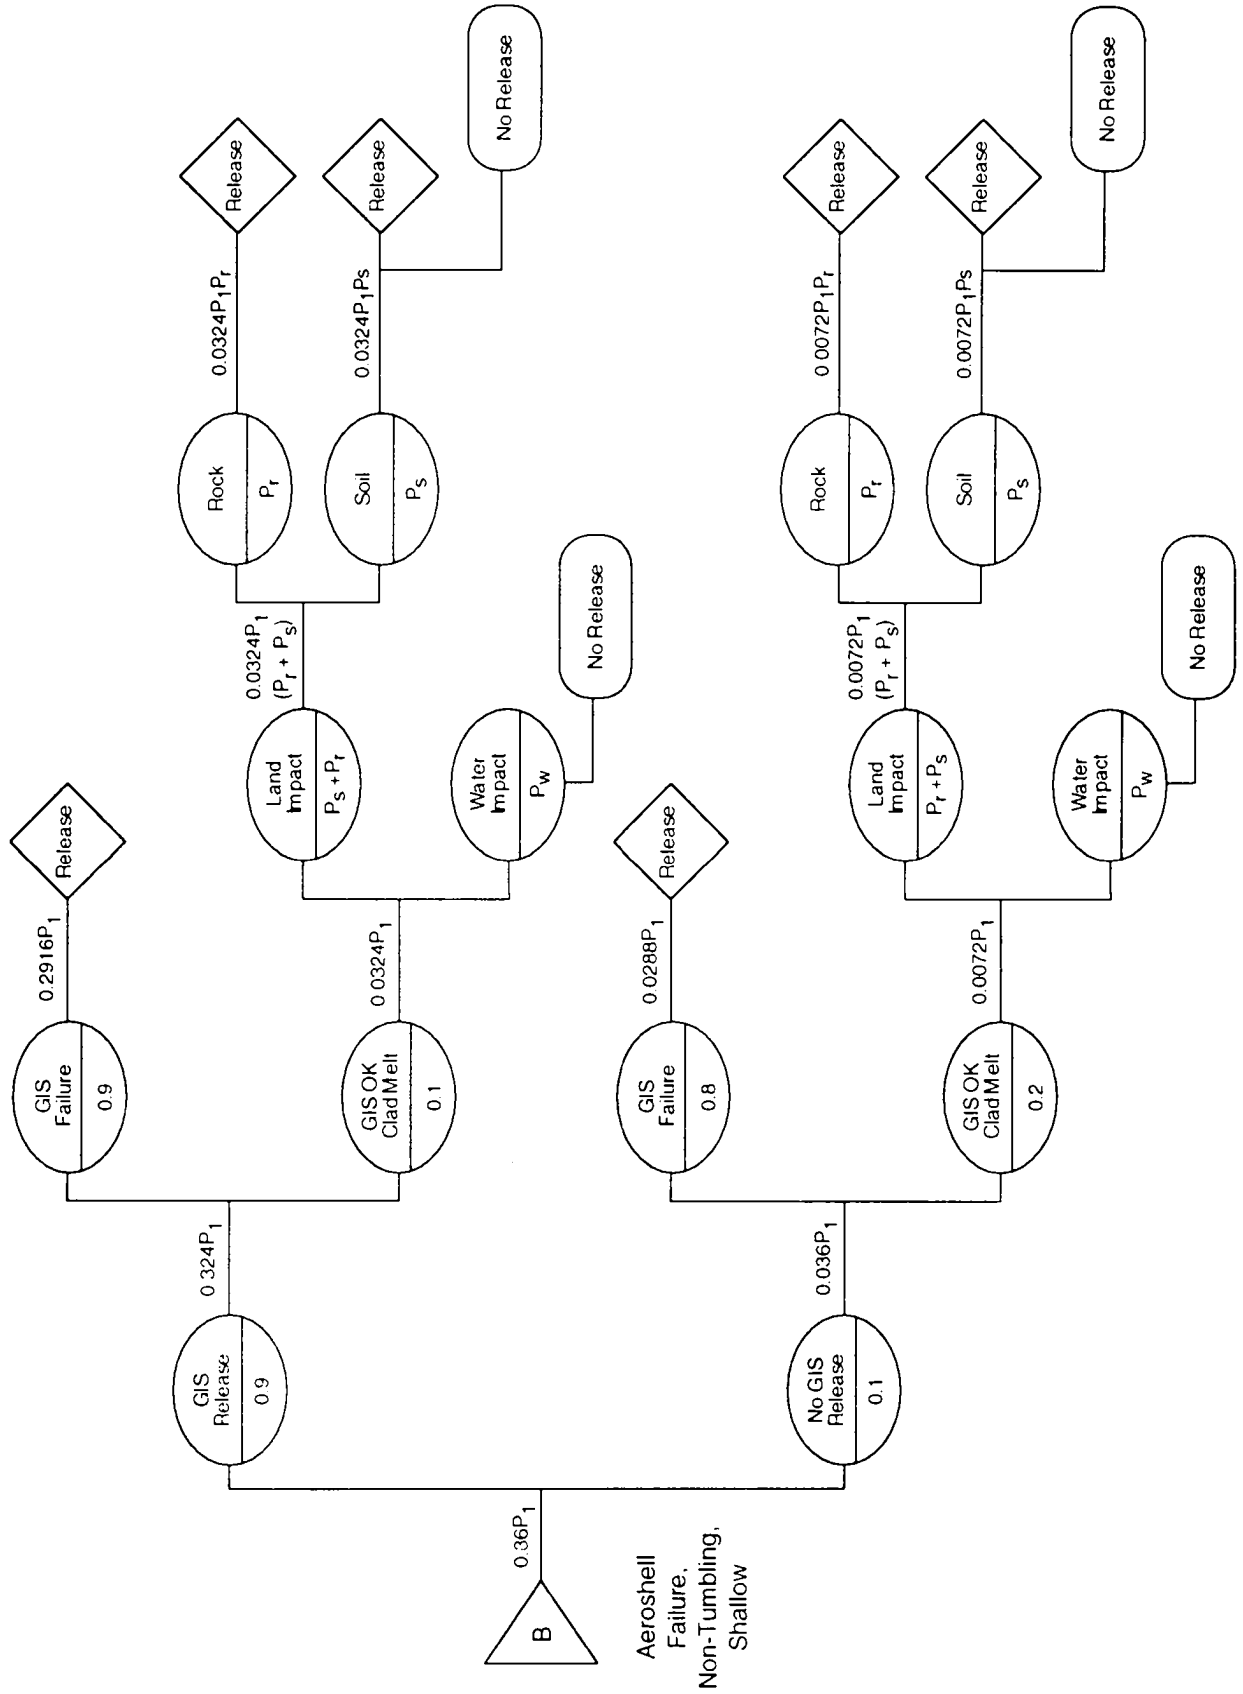 B
Aeroshell
Failure,
Non-Tumbling,
Shallow
0.36P1
GIS
Release
0.9
0.324P1
GIS
Failure
0.9
0.2916P1
Release
GIS OK
Clad Melt
0.1
0.0324P1
Land
Impact
Ps + Pr
0.0324P1
(Pr + Ps)
Rock
Pr
0.0324P1Pr
Release
Soil
Ps
0.0324P1Ps
Release
No Release
Water
Impact
Pw
No Release
No GIS
Release
0.1
0.036P1
GIS
Failure
0.8
0.0288P1
Release
GIS OK
Clad Melt
0.2
0.0072P1
Land
Impact
Pr + Ps
0.0072P1
(Pr + Ps)
Rock
Pr
0.0072P1Pr
Release
Soil
Ps
0.0072P1Ps
Release
No Release
Water
Impact
Pw
No Release